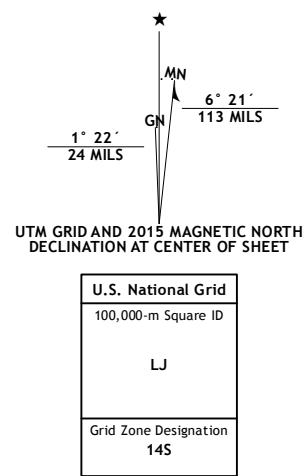 ★
MN
6° 21´
113 MILS
GN
1° 22´
24 MILS
UTM GRID AND 2015 MAGNETIC NORTH
DECLINATION AT CENTER OF SHEET
U.S. National Grid
100,000-m Square ID
LJ
Grid Zone Designation
14S